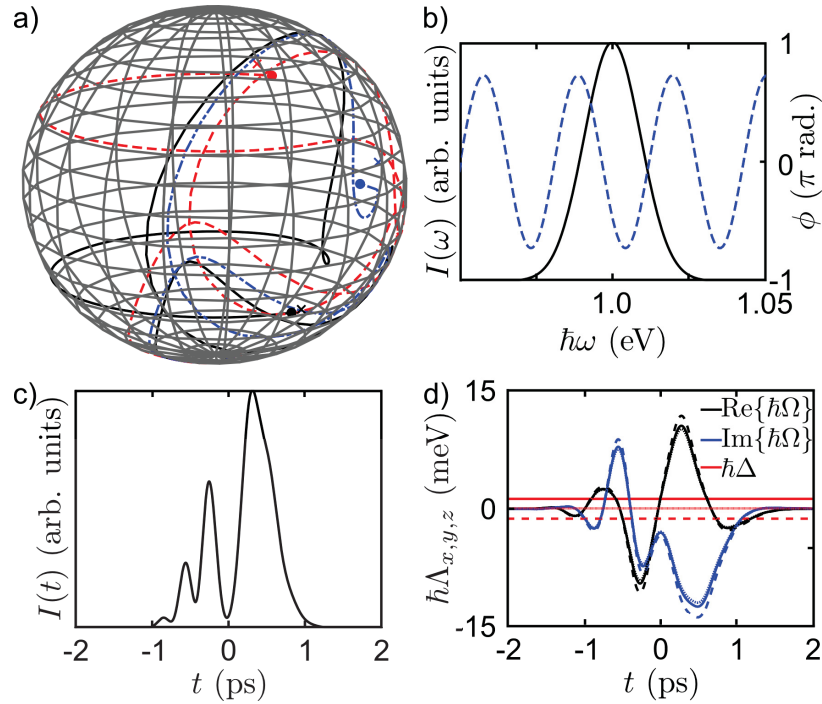 a)
b)
I(ω) (arb. units)
1
0
-1
ϕ (π rad.)
1.0
1.05
ħω (eV)
c)
I(t) (arb. units)
-2
-1
0
1
2
t (ps)
d)
ħΛx,y,z (meV)
15
0
-15
Re{ħΩ}
Im{ħΩ}
ħΔ
-2
-1
0
1
2
t (ps)